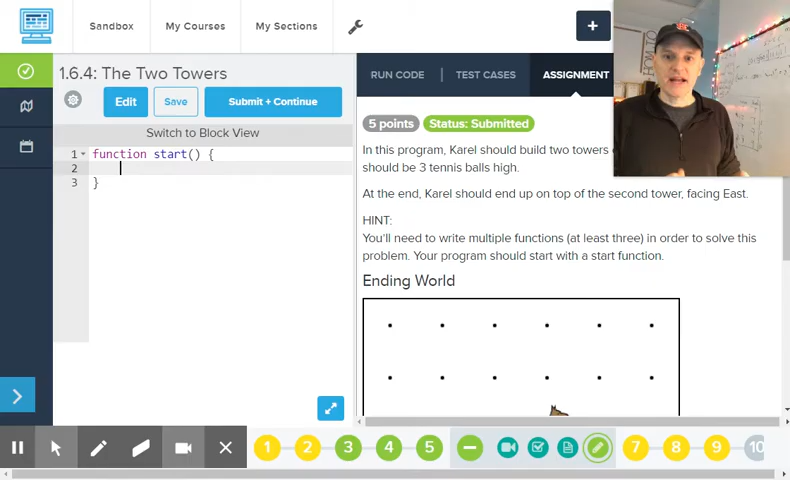 Sandbox
My Courses
My Sections
+
1.6.4: The Two Towers
Edit
Save
Submit + Continue
Switch to Block View
1 function start() {
2
3 }
RUN CODE
TEST CASES
ASSIGNMENT
5 points
Status: Submitted
In this program, Karel should build two towers
should be 3 tennis balls high.
At the end, Karel should end up on top of the second tower, facing East.
HINT:
You'll need to write multiple functions (at least three) in order to solve this
problem. Your program should start with a start function.
Ending World
1 2 3 4 5 7 8 9 10